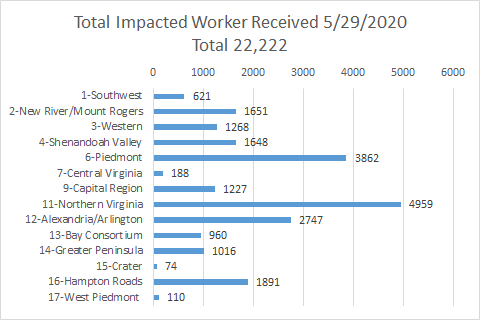 Total Impacted Worker Received 5/29/2020
Total 22,222
0 1000 2000 3000 4000 5000 6000
1-Southwest 621
2-New River/Mount Rogers 1651
3-Western 1268
4-Shenandoah Valley 1648
6-Piedmont 3862
7-Central Virginia 188
9-Capital Region 1227
11-Northern Virginia 4959
12-Alexandria/Arlington 2747
13-Bay Consortium 960
14-Greater Peninsula 1016
15-Crater 74
16-Hampton Roads 1891
17-West Piedmont 110